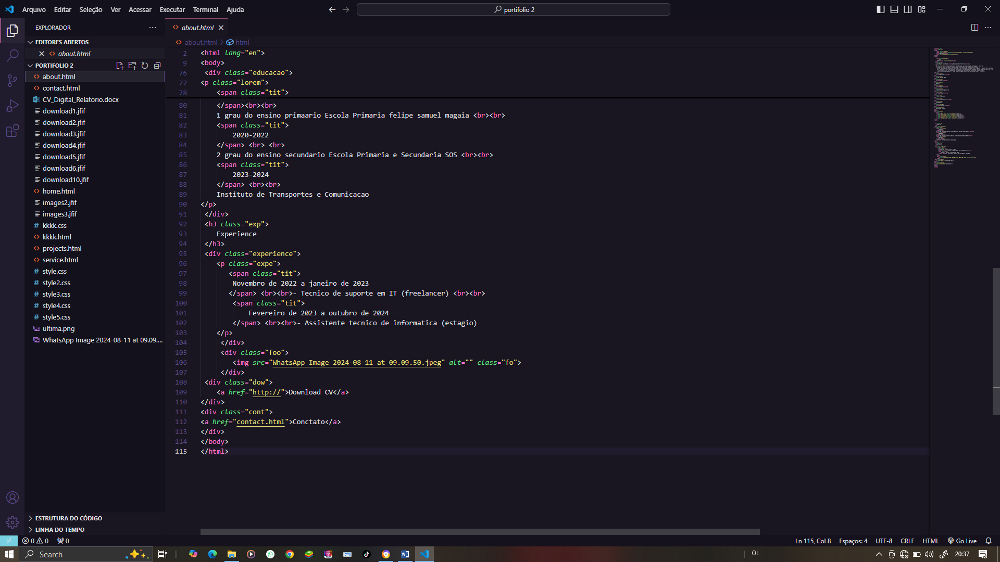 Arquivo Editar Seleção Ver Acessar Executar Terminal Ajuda
portifolio 2
EXPLORADOR
EDITORES ABERTOS
about.html
PORTIFOLIO 2
about.html
contact.html
CV_Digital_Relatorio.docx
download1.jfif
download2.jfif
download3.jfif
download4.jfif
download5.jfif
download6.jfif
download10.jfif
home.html
images2.jfif
images3.jfif
kkkk.css
kkkk.html
projects.html
service.html
style.css
style2.css
style3.css
style4.css
style5.css
ultima.png
WhatsApp Image 2024-08-11 at 09.09....
ESTRUTURA DO CÓDIGO
LINHA DO TEMPO
about.html
about.html > html
2 <html lang="en">
9 <body>
76 <div class="educacao">
77 <p class="lorem">
78 <span class="tit">
80 </span><br><br>
81 1 grau do ensino primaario Escola Primaria felipe samuel magaia <br><br>
82 <span class="tit">
83 2020-2022
84 </span> <br> <br>
85 2 grau do ensino secundario Escola Primaria e Secundaria SOS <br><br>
86 <span class="tit">
87 2023-2024
88 </span> <br><br>
89 Instituto de Transportes e Comunicacao
90 </p>
91 </div>
92 <h3 class="exp">
93 Experience
94 </h3>
95 <div class="experience">
96 <p class="expe">
97 <span class="tit">
98 Novembro de 2022 a janeiro de 2023
99 </span> <br><br>- Tecnico de suporte em IT (freelancer) <br><br>
100 <span class="tit">
101 Fevereiro de 2023 a outubro de 2024
102 </span> <br><br>- Assistente tecnico de informatica (estagio)
103 </p>
104 </div>
105 <div class="foo">
106 <img src="WhatsApp Image 2024-08-11 at 09.09.50.jpeg" alt="" class="fo">
107 </div>
108 <div class="dow">
109 <a href="http://">Download CV</a>
110 </div>
111 <div class="cont">
112 <a href="contact.html">Conctato</a>
113 </div>
114 </body>
115 </html>
0 0 0
Ln 115, Col 8 Espaços: 4 UTF-8 CRLF HTML Go Live
Search
OL
20:37